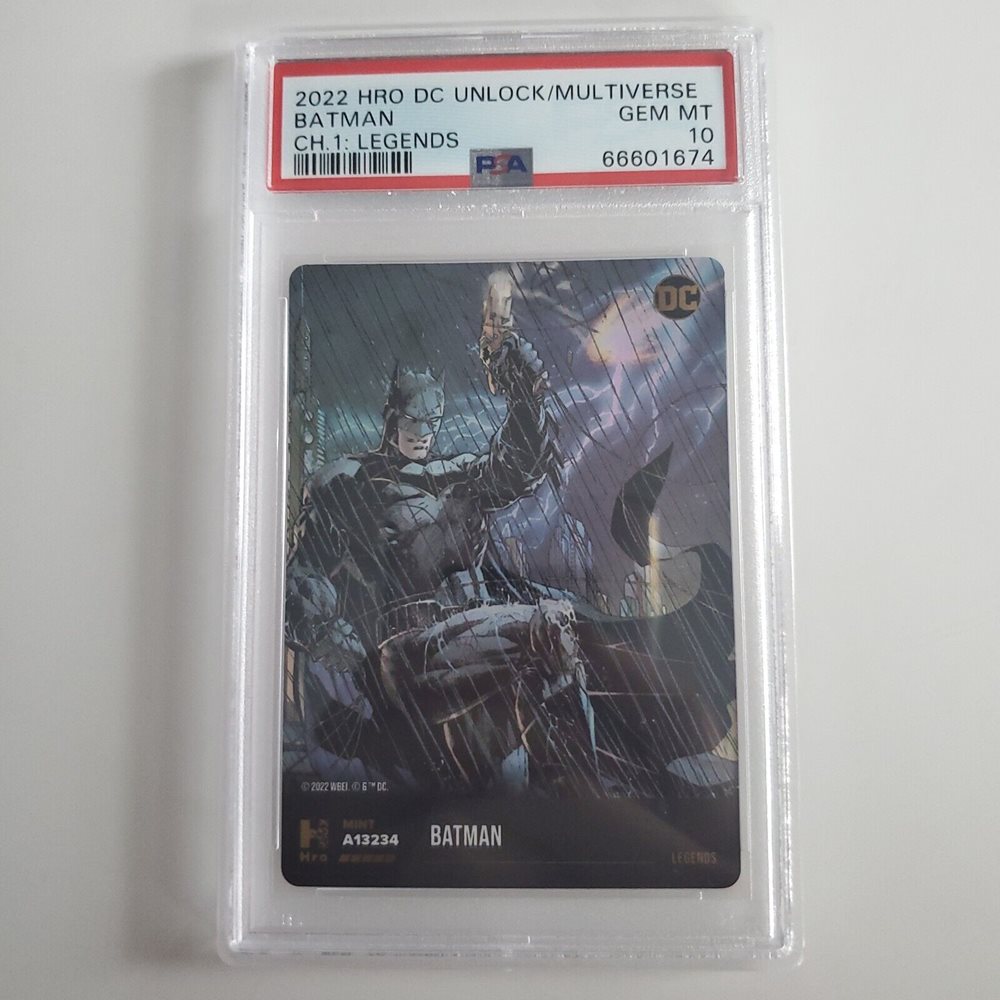 2022 HRO DC UNLOCK/MULTIVERSE
BATMAN GEM MT
CH.1: LEGENDS 10
PSA 66601674
DC
© 2022 WBEI. © & ™ DC.
MINT
A13234 BATMAN
Hro LEGENDS